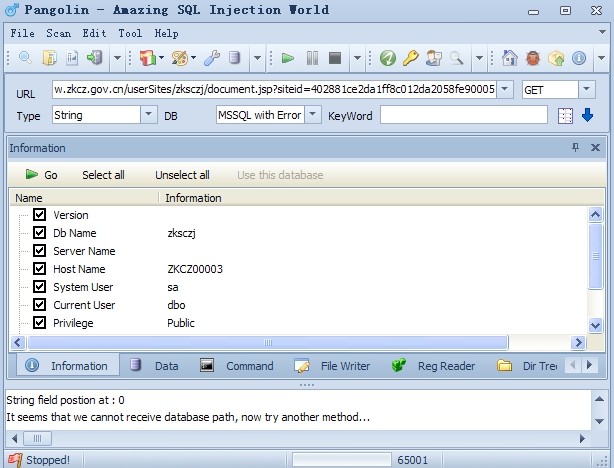 Pangolin - Amazing SQL Injection World
File Scan Edit Tool Help
URL w.zkcz.gov.cn/userSites/zksczj/document.jsp?siteid=402881ce2da1ff8c012da2058fe90005 GET
Type String DB MSSQL with Error KeyWord
Information
Go Select all Unselect all Use this database
Name Information
Version
Db Name zksczj
Server Name
Host Name ZKCZ00003
System User sa
Current User dbo
Privilege Public
Information Data Command File Writer Reg Reader Dir Tree
String field postion at : 0
It seems that we cannot receive database path, now try another method...
Stopped! 65001